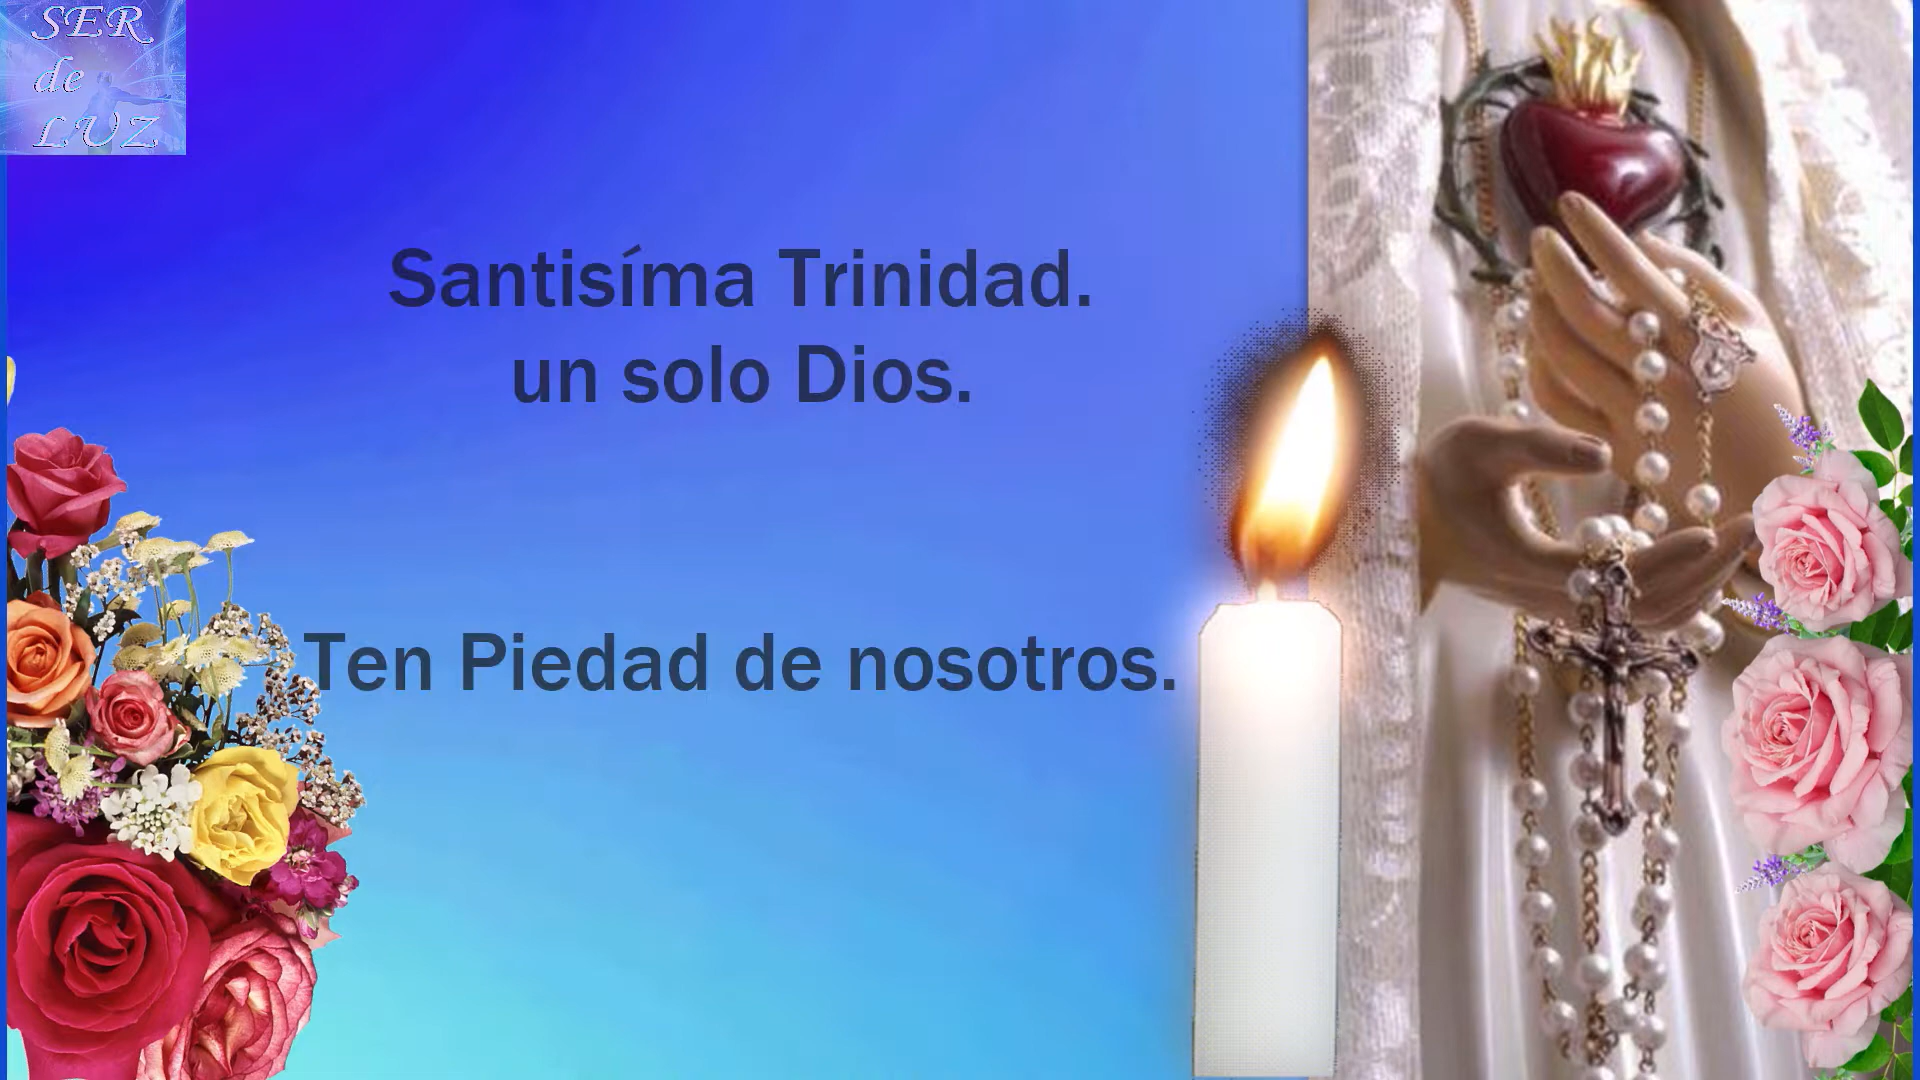 SER
de
LUZ
Santisíma Trinidad.
un solo Dios.
Ten Piedad de nosotros.